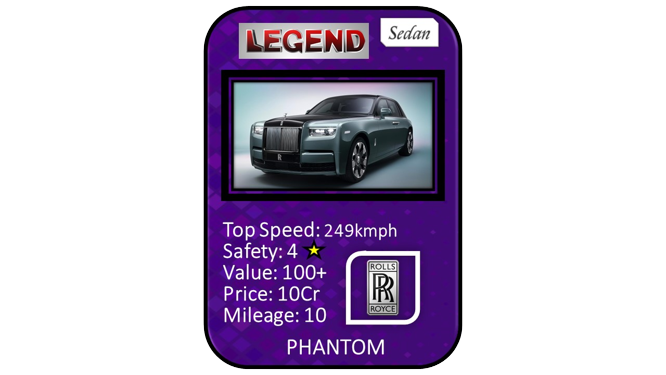 LEGEND
Sedan
Top Speed: 249kmph
Safety: 4
Value: 100+
Price: 10Cr
Mileage: 10
ROLLS
RR
ROYCE
PHANTOM